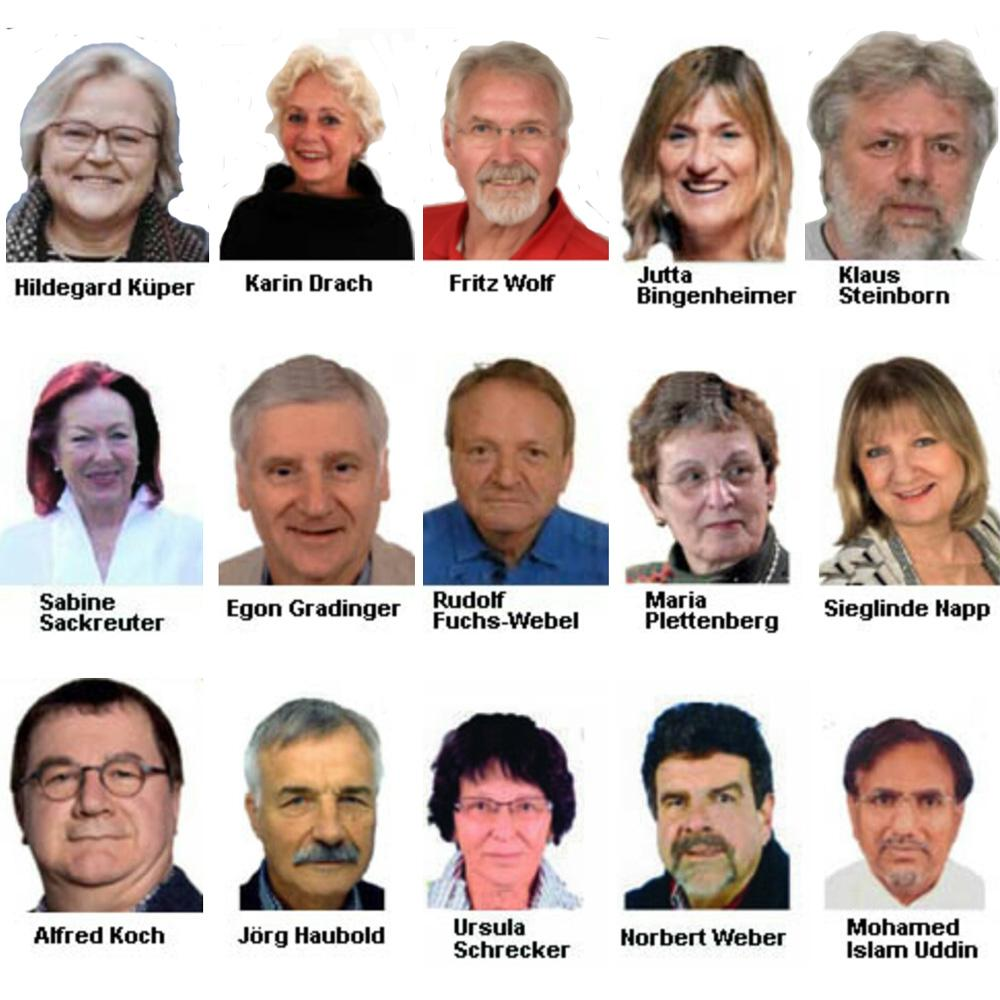 Hildegard Küper
Karin Drach
Fritz Wolf
Jutta
Bingenheimer
Klaus
Steinborn
Sabine
Sackreuter
Egon Gradinger
Rudolf
Fuchs-Webel
Maria
Plettenberg
Sieglinde Napp
Alfred Koch
Jörg Haubold
Ursula
Schrecker
Norbert Weber
Mohamed
Islam Uddin